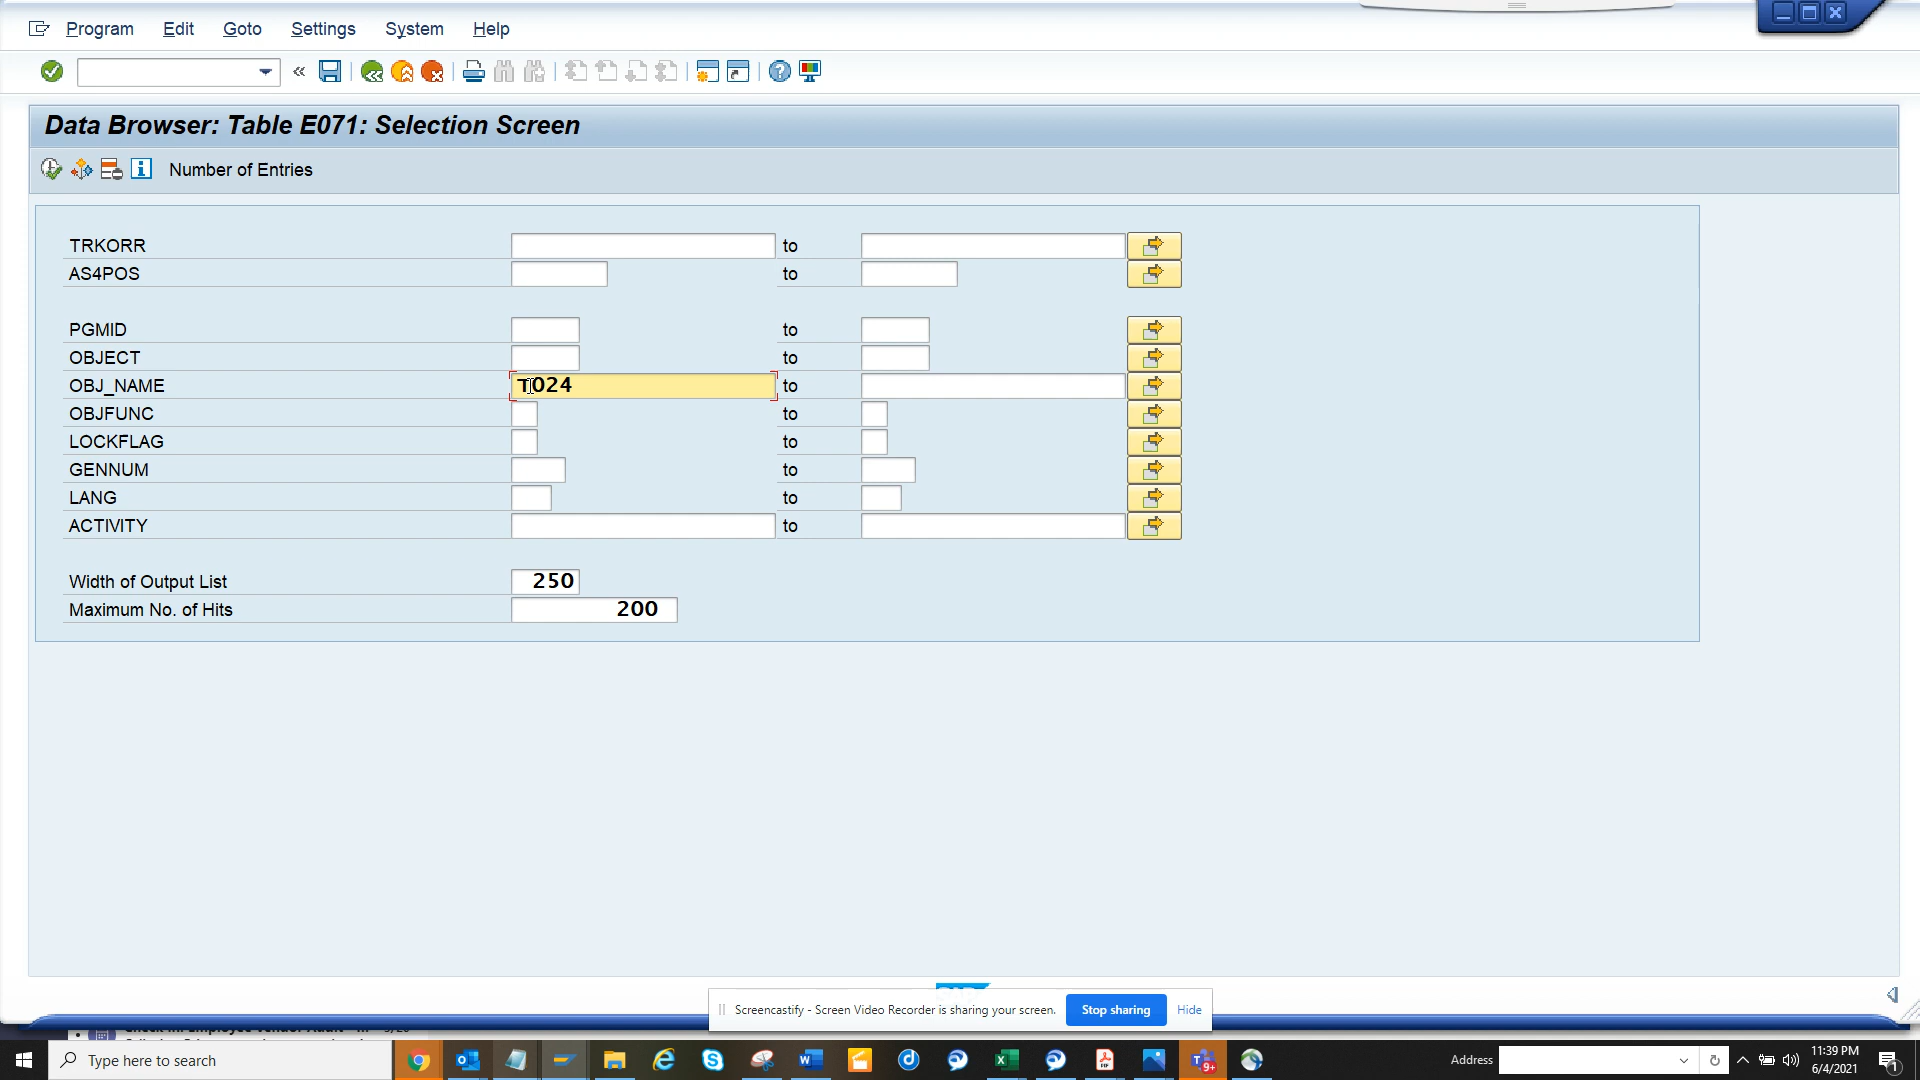 Program Edit Goto Settings System Help
Data Browser: Table E071: Selection Screen
Number of Entries
TRKORR to
AS4POS to
PGMID to
OBJECT to
OBJ_NAME T024 to
OBJFUNC to
LOCKFLAG to
GENNUM to
LANG to
ACTIVITY to
Width of Output List 250
Maximum No. of Hits 200
Screencastify - Screen Video Recorder is sharing your screen. Stop sharing Hide
Type here to search
Address
9+
11:39 PM
6/4/2021
1